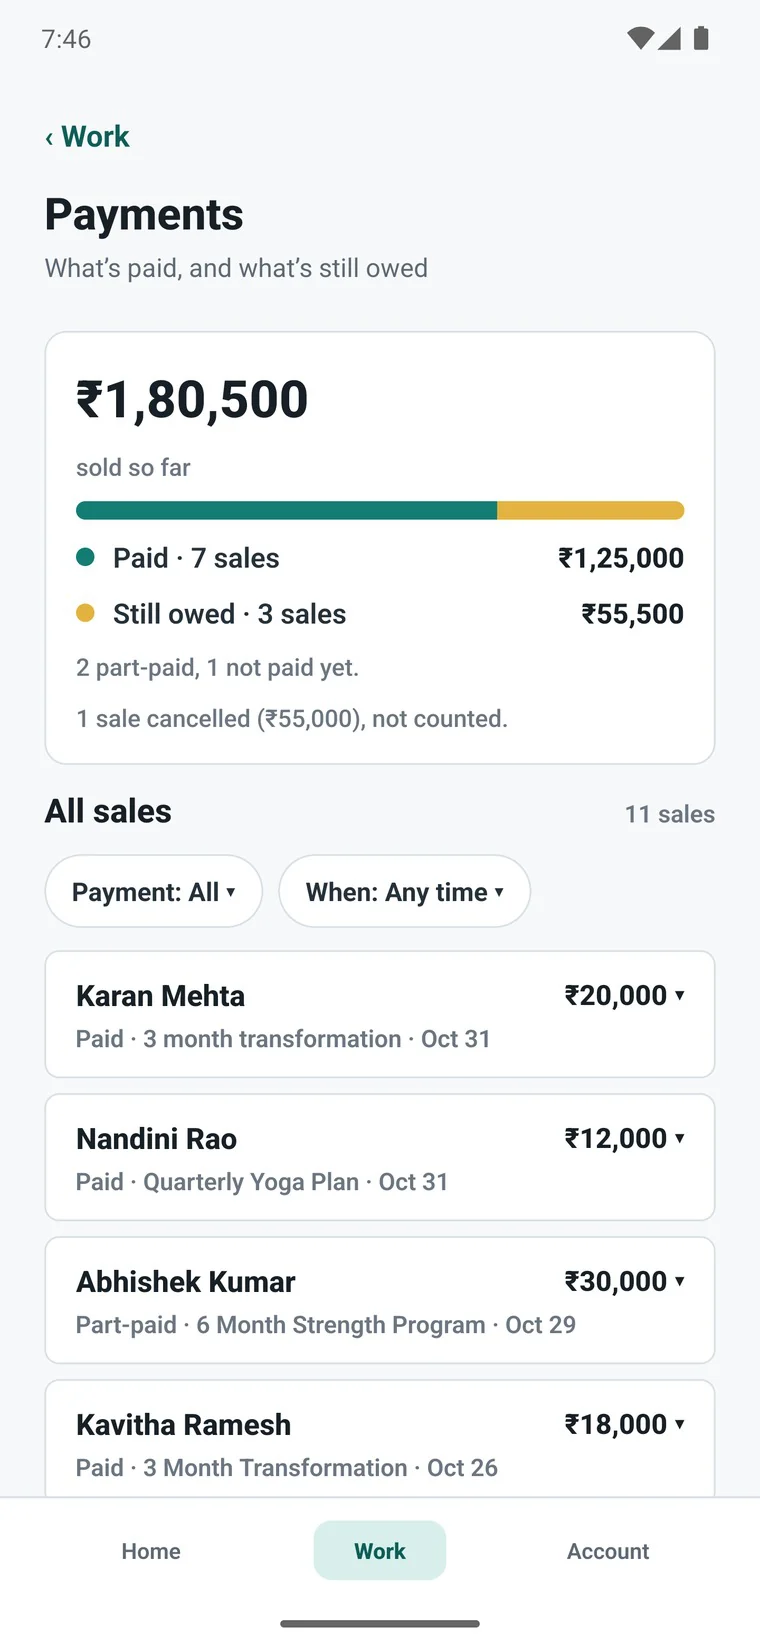 7:46
‹ Work
Payments
What's paid, and what's still owed
₹1,80,500
sold so far
Paid · 7 sales ₹1,25,000
Still owed · 3 sales ₹55,500
2 part-paid, 1 not paid yet.
1 sale cancelled (₹55,000), not counted.
All sales 11 sales
Payment: All ▾ When: Any time ▾
Karan Mehta ₹20,000 ▾
Paid · 3 month transformation · Oct 31
Nandini Rao ₹12,000 ▾
Paid · Quarterly Yoga Plan · Oct 31
Abhishek Kumar ₹30,000 ▾
Part-paid · 6 Month Strength Program · Oct 29
Kavitha Ramesh ₹18,000 ▾
Paid · 3 Month Transformation · Oct 26
Home Work Account